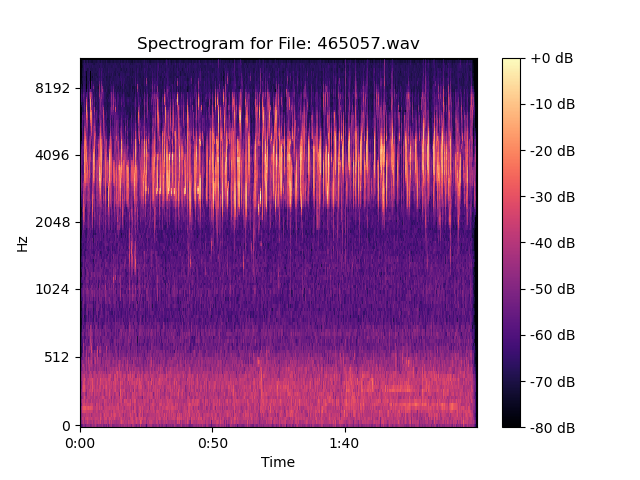 Spectrogram for File: 465057.wav
8192
4096
2048
1024
512
0
Hz
0:00
0:50
1:40
Time
+0 dB
-10 dB
-20 dB
-30 dB
-40 dB
-50 dB
-60 dB
-70 dB
-80 dB